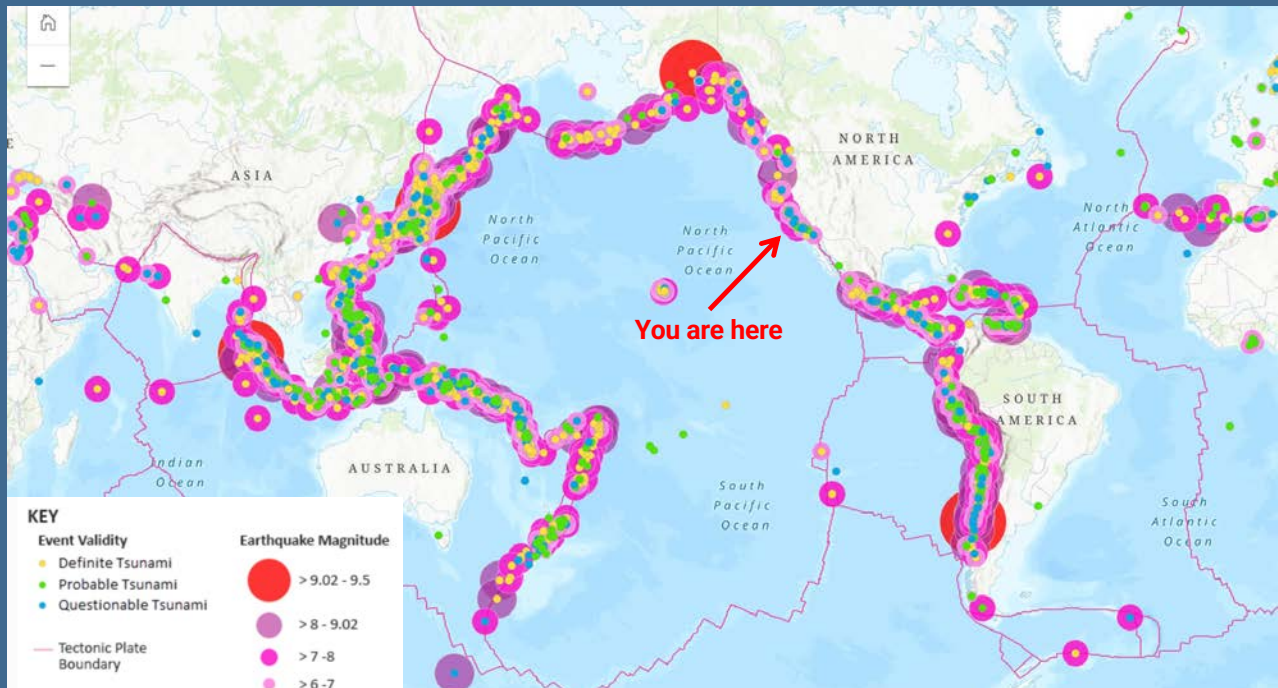 ASIA
NORTH
AMERICA
North
Pacific
Ocean
North
Pacific
Ocean
North
Atlantic
Ocean
You are here
SOUTH
AMERICA
Indian
Ocean
AUSTRALIA
South
Pacific
Ocean
South
Atlantic
Ocean
KEY
Event Validity
Definite Tsunami
Probable Tsunami
Questionable Tsunami
Tectonic Plate
Boundary
Earthquake Magnitude
> 9.02 - 9.5
> 8 - 9.02
> 7 -8
> 6 -7